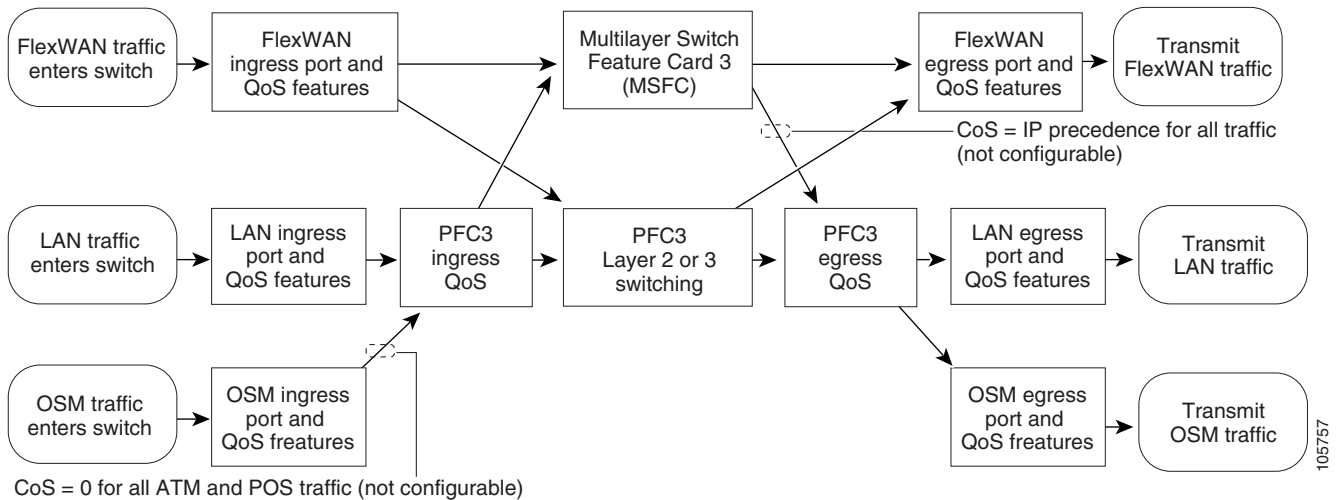 FlexWAN traffic
enters switch
FlexWAN
ingress port and
QoS features
Multilayer Switch
Feature Card 3
(MSFC)
FlexWAN
egress port and
QoS features
Transmit
FlexWAN traffic
CoS = IP precedence for all traffic
(not configurable)
LAN traffic
enters switch
LAN ingress
port and
QoS features
PFC3
ingress
QoS
PFC3
Layer 2 or 3
switching
PFC3
egress
QoS
LAN egress
port and
QoS features
Transmit
LAN traffic
OSM traffic
enters switch
OSM ingress
port and
QoS freatures
OSM egress
port and
QoS freatures
Transmit
OSM traffic
105757
CoS = 0 for all ATM and POS traffic (not configurable)